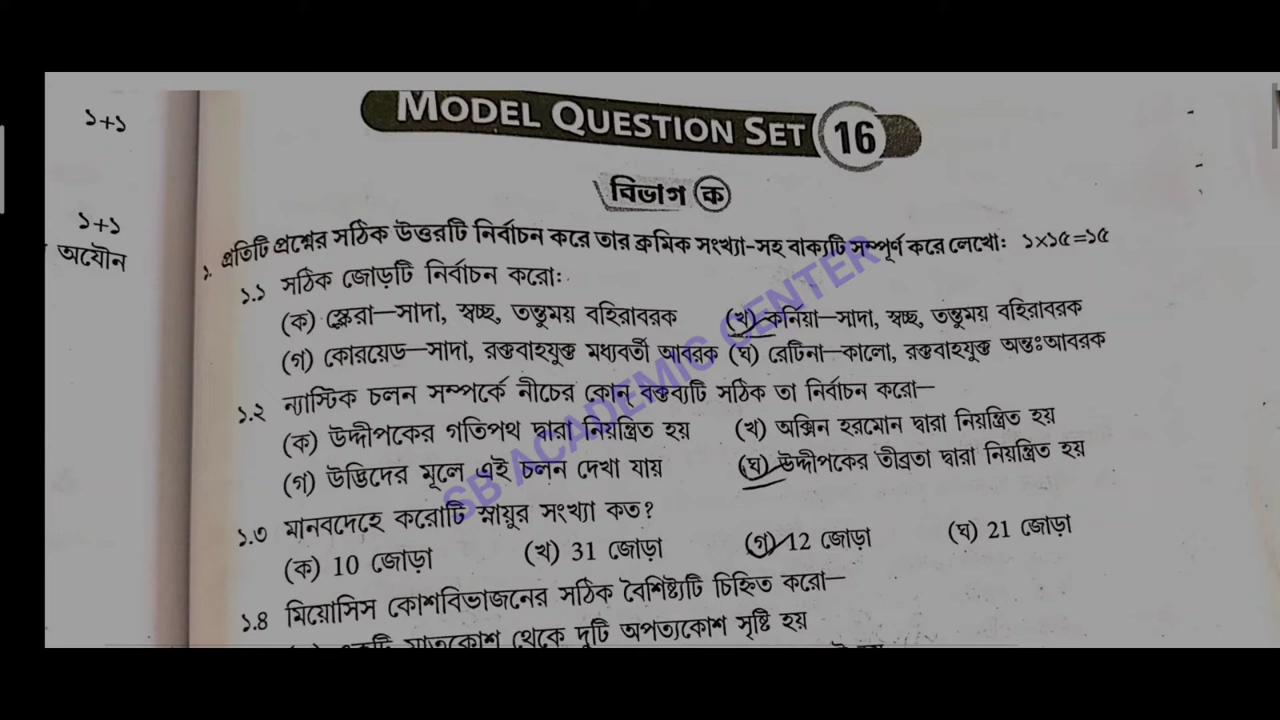 ১+১
MODEL QUESTION SET 16
বিভাগ ক
১+১
অযৌন
১. প্রতিটি প্রশ্নের সঠিক উত্তরটি নির্বাচন করে তার ক্রমিক সংখ্যা-সহ বাক্যটি সম্পূর্ণ করে লেখো: ১×১৫=১৫
১.১ সঠিক জোড়টি নির্বাচন করো:
(ক) স্ক্লেরা—সাদা, স্বচ্ছ, তন্তুময় বহিরাবরক (খ) কর্নিয়া—সাদা, স্বচ্ছ, তন্তুময় বহিরাবরক
(গ) কোরয়েড—সাদা, রক্তবাহযুক্ত মধ্যবর্তী আবরক (ঘ) রেটিনা—কালো, রক্তবাহযুক্ত অন্তঃআবরক
১.২ ন্যাস্টিক চলন সম্পর্কে নীচের কোন্ বক্তব্যটি সঠিক তা নির্বাচন করো—
(ক) উদ্দীপকের গতিপথ দ্বারা নিয়ন্ত্রিত হয় (খ) অক্সিন হরমোন দ্বারা নিয়ন্ত্রিত হয়
(গ) উদ্ভিদের মূলে এই চলন দেখা যায় (ঘ) উদ্দীপকের তীব্রতা দ্বারা নিয়ন্ত্রিত হয়
১.৩ মানবদেহে করোটি স্নায়ুর সংখ্যা কত?
(ক) 10 জোড়া (খ) 31 জোড়া (গ) 12 জোড়া (ঘ) 21 জোড়া
১.৪ মিয়োসিস কোশবিভাজনের সঠিক বৈশিষ্ট্যটি চিহ্নিত করো—
একটি মাতৃকোশ থেকে দুটি অপত্যকোশ সৃষ্টি হয়
SB ACADEMIC CENTER